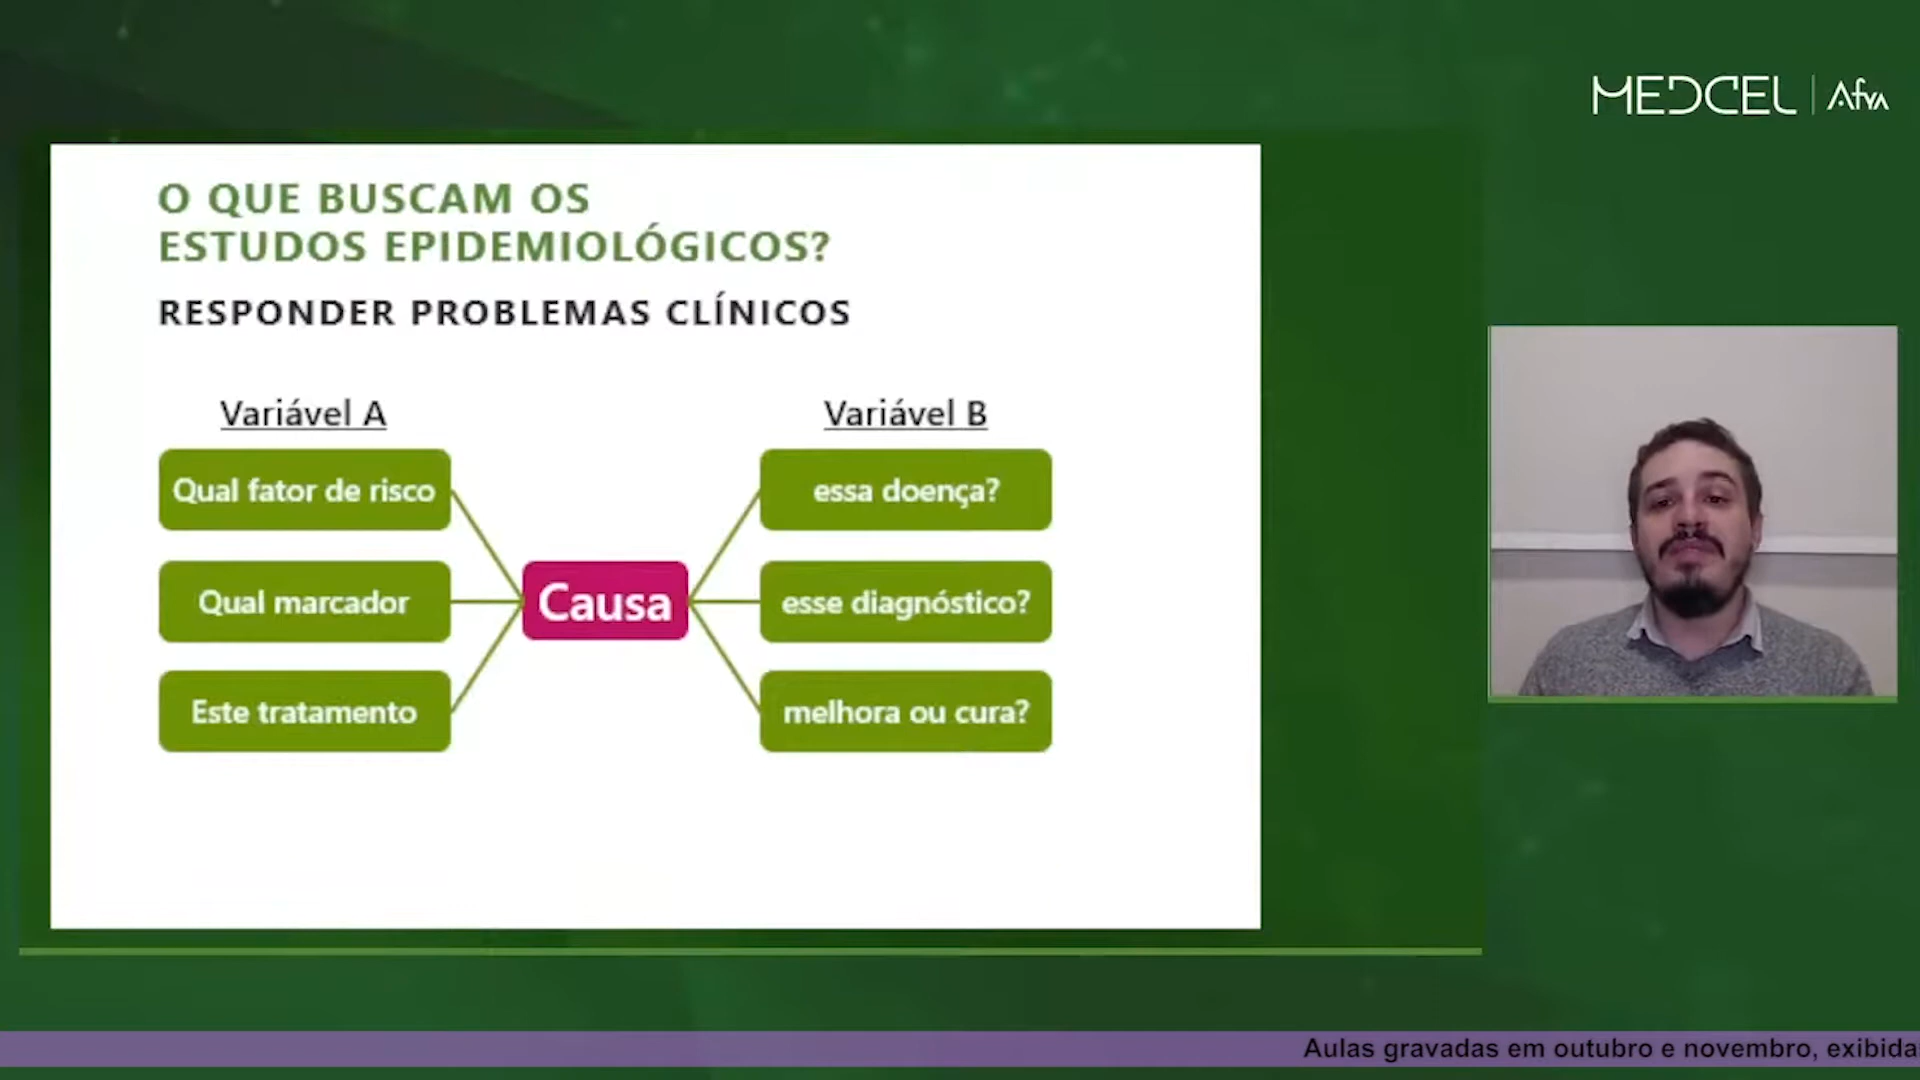 MEDCEL | Afya
O QUE BUSCAM OS
ESTUDOS EPIDEMIOLÓGICOS?
RESPONDER PROBLEMAS CLÍNICOS
Variável A
Variável B
Qual fator de risco
essa doença?
Qual marcador
Causa
esse diagnóstico?
Este tratamento
melhora ou cura?
Aulas gravadas em outubro e novembro, exibida